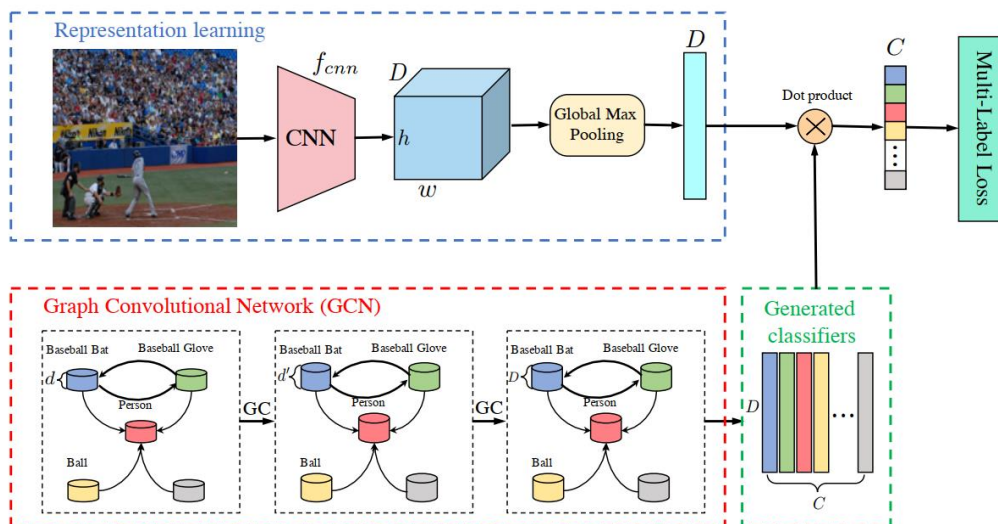 Representation learning
f_cnn
D
CNN
h
w
Global Max
Pooling
D
Dot product
C
Multi-Label Loss
Graph Convolutional Network (GCN)
Baseball Bat
Baseball Glove
d
Person
Ball
GC
Baseball Bat
Baseball Glove
d'
Person
Ball
GC
Baseball Bat
Baseball Glove
D
Person
Ball
Generated
classifiers
D
...
C